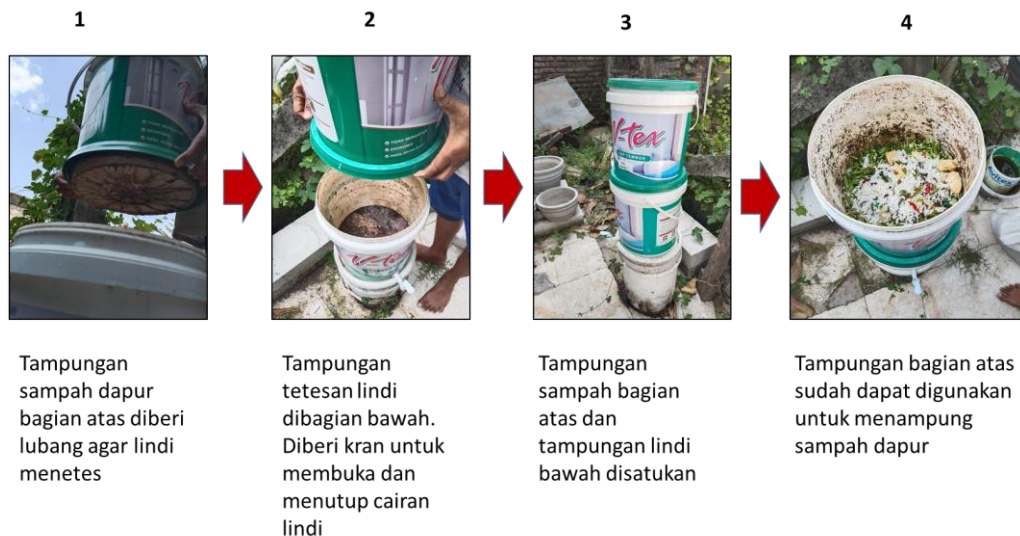 1
2
3
4
V-tex
V-tex
Tampungan
sampah dapur
bagian atas diberi
lubang agar lindi
menetes
Tampungan
tetesan lindi
dibagian bawah.
Diberi kran untuk
membuka dan
menutup cairan
lindi
Tampungan
sampah bagian
atas dan
tampungan lindi
bawah disatukan
Tampungan bagian atas
sudah dapat digunakan
untuk menampung
sampah dapur